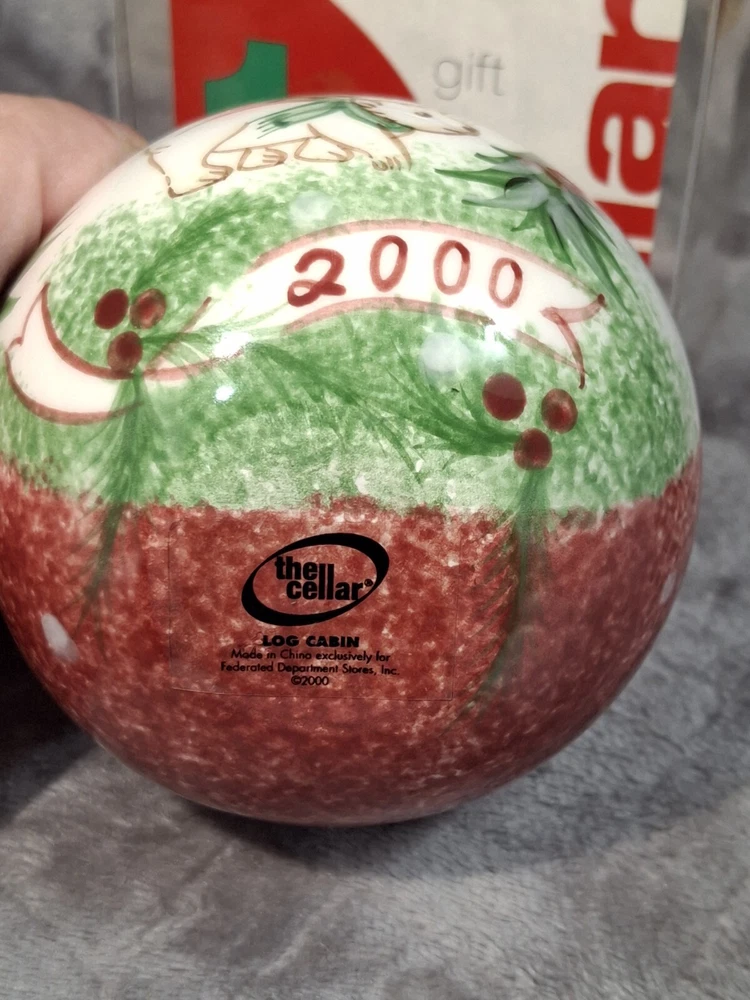 gift
2000
the
cellar®
LOG CABIN
Made in China exclusively for
Federated Department Stores, Inc.
©2000